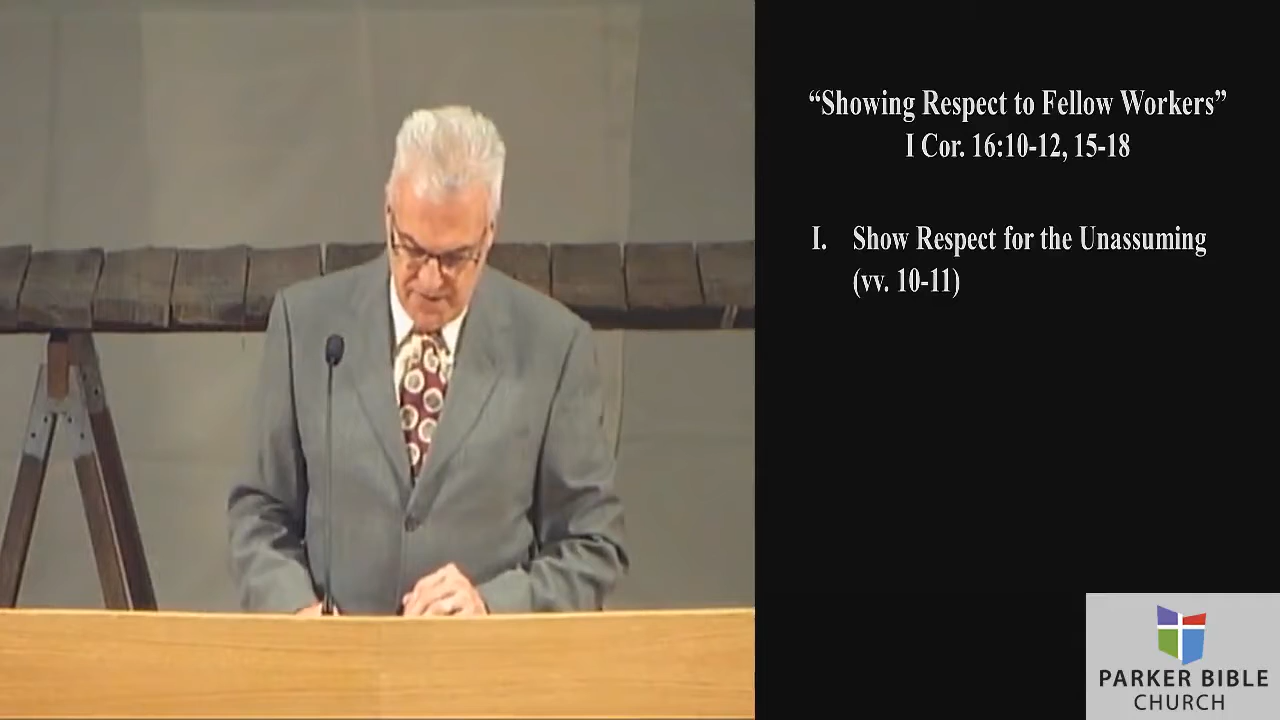 “Showing Respect to Fellow Workers”
I Cor. 16:10-12, 15-18
I. Show Respect for the Unassuming
(vv. 10-11)
PARKER BIBLE
CHURCH